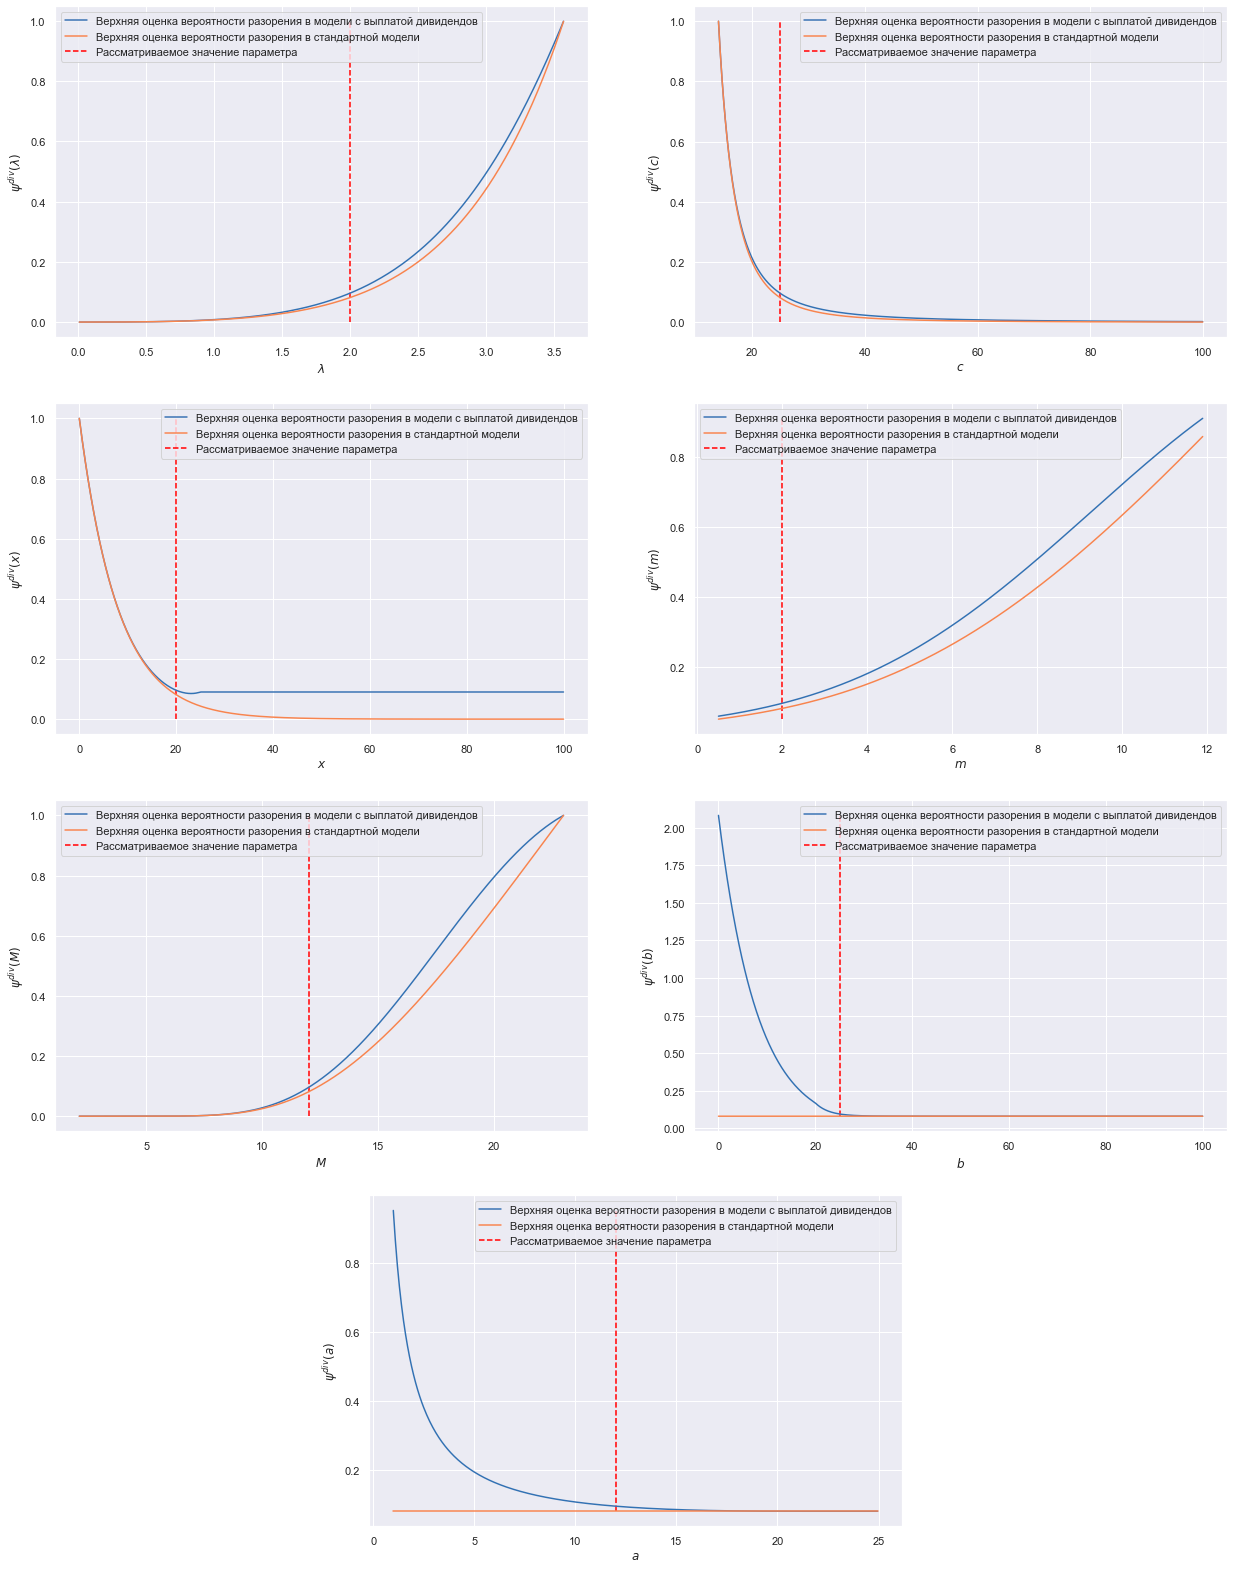 Верхняя оценка вероятности разорения в модели с выплатой дивидендов
Верхняя оценка вероятности разорения в стандартной модели
Рассматриваемое значение параметра
1.0
0.8
0.6
0.4
0.2
0.0
ψ^div(λ)
0.0 0.5 1.0 1.5 2.0 2.5 3.0 3.5
λ
Верхняя оценка вероятности разорения в модели с выплатой дивидендов
Верхняя оценка вероятности разорения в стандартной модели
Рассматриваемое значение параметра
1.0
0.8
0.6
0.4
0.2
0.0
ψ^div(c)
20 40 60 80 100
c
Верхняя оценка вероятности разорения в модели с выплатой дивидендов
Верхняя оценка вероятности разорения в стандартной модели
Рассматриваемое значение параметра
1.0
0.8
0.6
0.4
0.2
0.0
ψ^div(x)
0 20 40 60 80 100
x
Верхняя оценка вероятности разорения в модели с выплатой дивидендов
Верхняя оценка вероятности разорения в стандартной модели
Рассматриваемое значение параметра
0.8
0.6
0.4
0.2
ψ^div(m)
0 2 4 6 8 10 12
m
Верхняя оценка вероятности разорения в модели с выплатой дивидендов
Верхняя оценка вероятности разорения в стандартной модели
Рассматриваемое значение параметра
1.0
0.8
0.6
0.4
0.2
0.0
ψ^div(M)
5 10 15 20
M
Верхняя оценка вероятности разорения в модели с выплатой дивидендов
Верхняя оценка вероятности разорения в стандартной модели
Рассматриваемое значение параметра
2.00
1.75
1.50
1.25
1.00
0.75
0.50
0.25
0.00
ψ^div(b)
0 20 40 60 80 100
b
Верхняя оценка вероятности разорения в модели с выплатой дивидендов
Верхняя оценка вероятности разорения в стандартной модели
Рассматриваемое значение параметра
0.8
0.6
0.4
0.2
ψ^div(a)
0 5 10 15 20 25
a